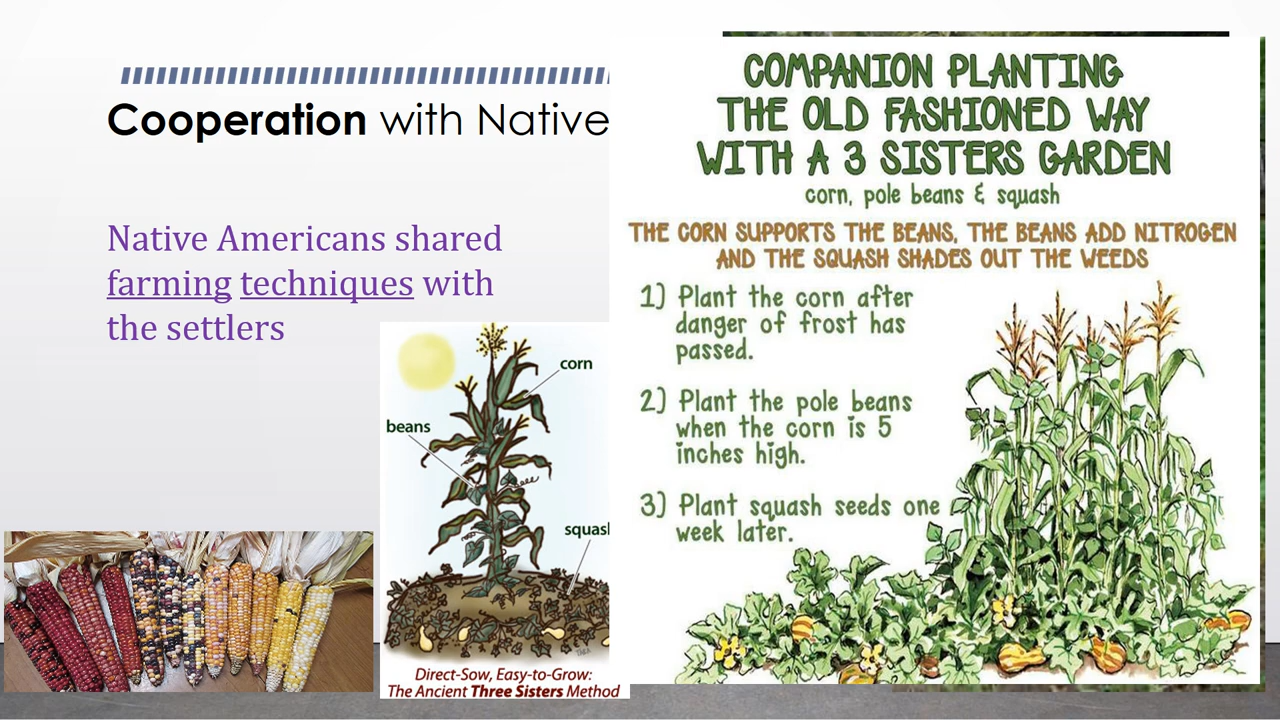 Cooperation with Native
Native Americans shared
farming techniques with
the settlers
corn
beans
squash
Direct-Sow, Easy-to-Grow:
The Ancient Three Sisters Method
COMPANION PLANTING
THE OLD FASHIONED WAY
WITH A 3 SISTERS GARDEN
corn, pole beans & squash
THE CORN SUPPORTS THE BEANS, THE BEANS ADD NITROGEN
AND THE SQUASH SHADES OUT THE WEEDS
1) Plant the corn after
danger of frost has
passed.
2) Plant the pole beans
when the corn is 5
inches high.
3) Plant squash seeds one
week later.